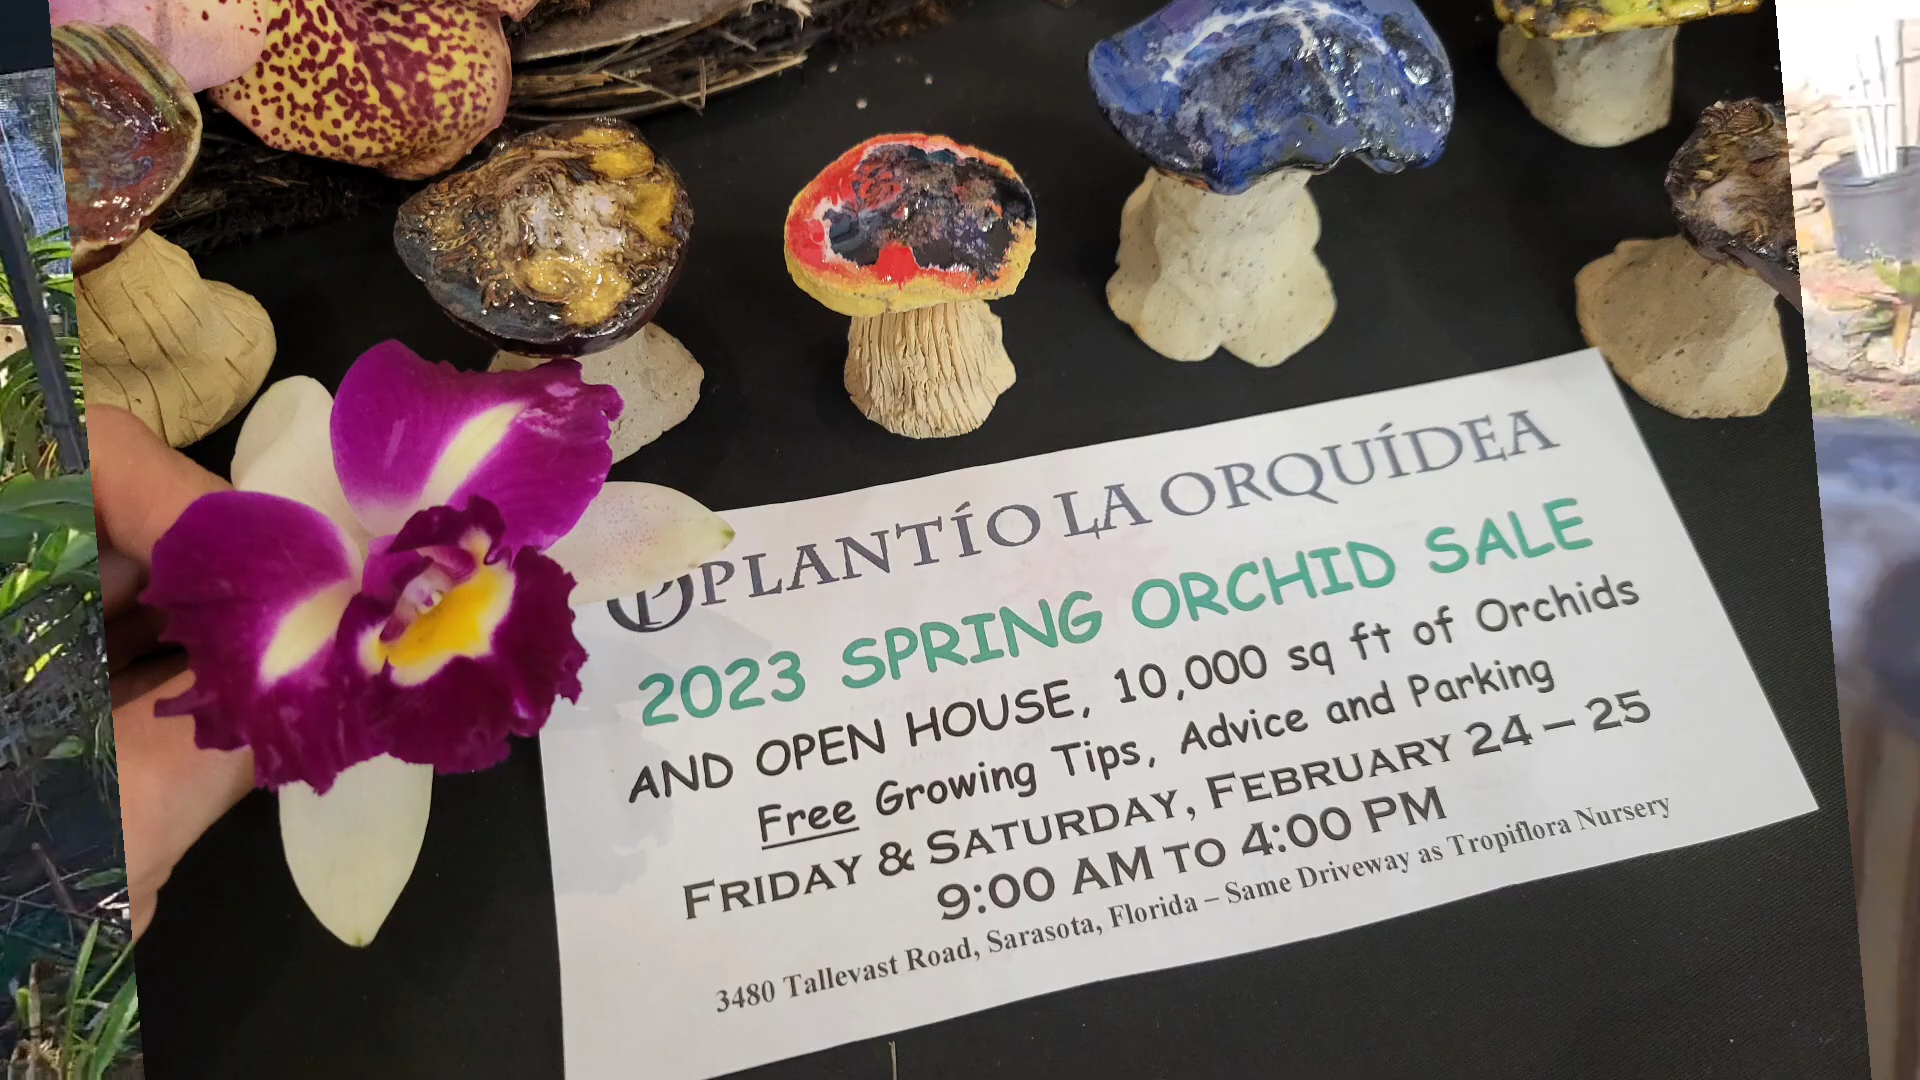 PLANTÍO LA ORQUÍDEA
2023 SPRING ORCHID SALE
AND OPEN HOUSE, 10,000 sq ft of Orchids
Free Growing Tips, Advice and Parking
FRIDAY & SATURDAY, FEBRUARY 24 – 25
9:00 AM TO 4:00 PM
3480 Tallevast Road, Sarasota, Florida – Same Driveway as Tropiflora Nursery